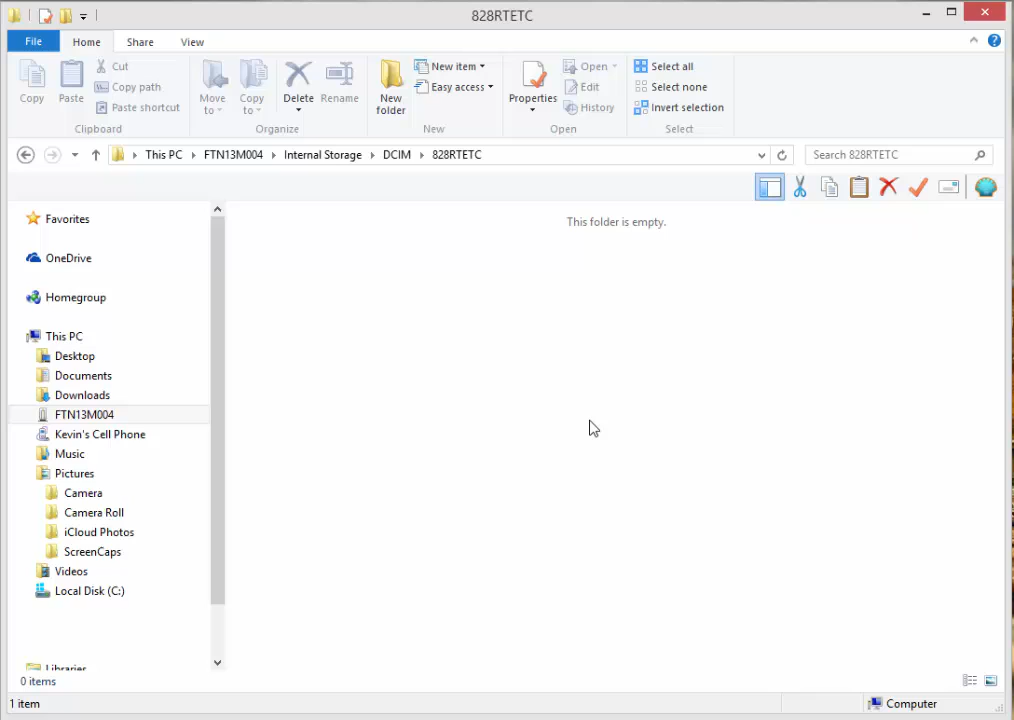 828RTETC
File Home Share View
Copy Paste Cut Copy path Paste shortcut Clipboard
Move to Copy to Delete Rename Organize
New folder New item Easy access New
Properties Open Edit History Open
Select all Select none Invert selection Select
This PC FTN13M004 Internal Storage DCIM 828RTETC Search 828RTETC
This folder is empty.
Favorites
OneDrive
Homegroup
This PC
Desktop
Documents
Downloads
FTN13M004
Kevin's Cell Phone
Music
Pictures
Camera
Camera Roll
iCloud Photos
ScreenCaps
Videos
Local Disk (C:)
Libraries
0 items
1 item Computer